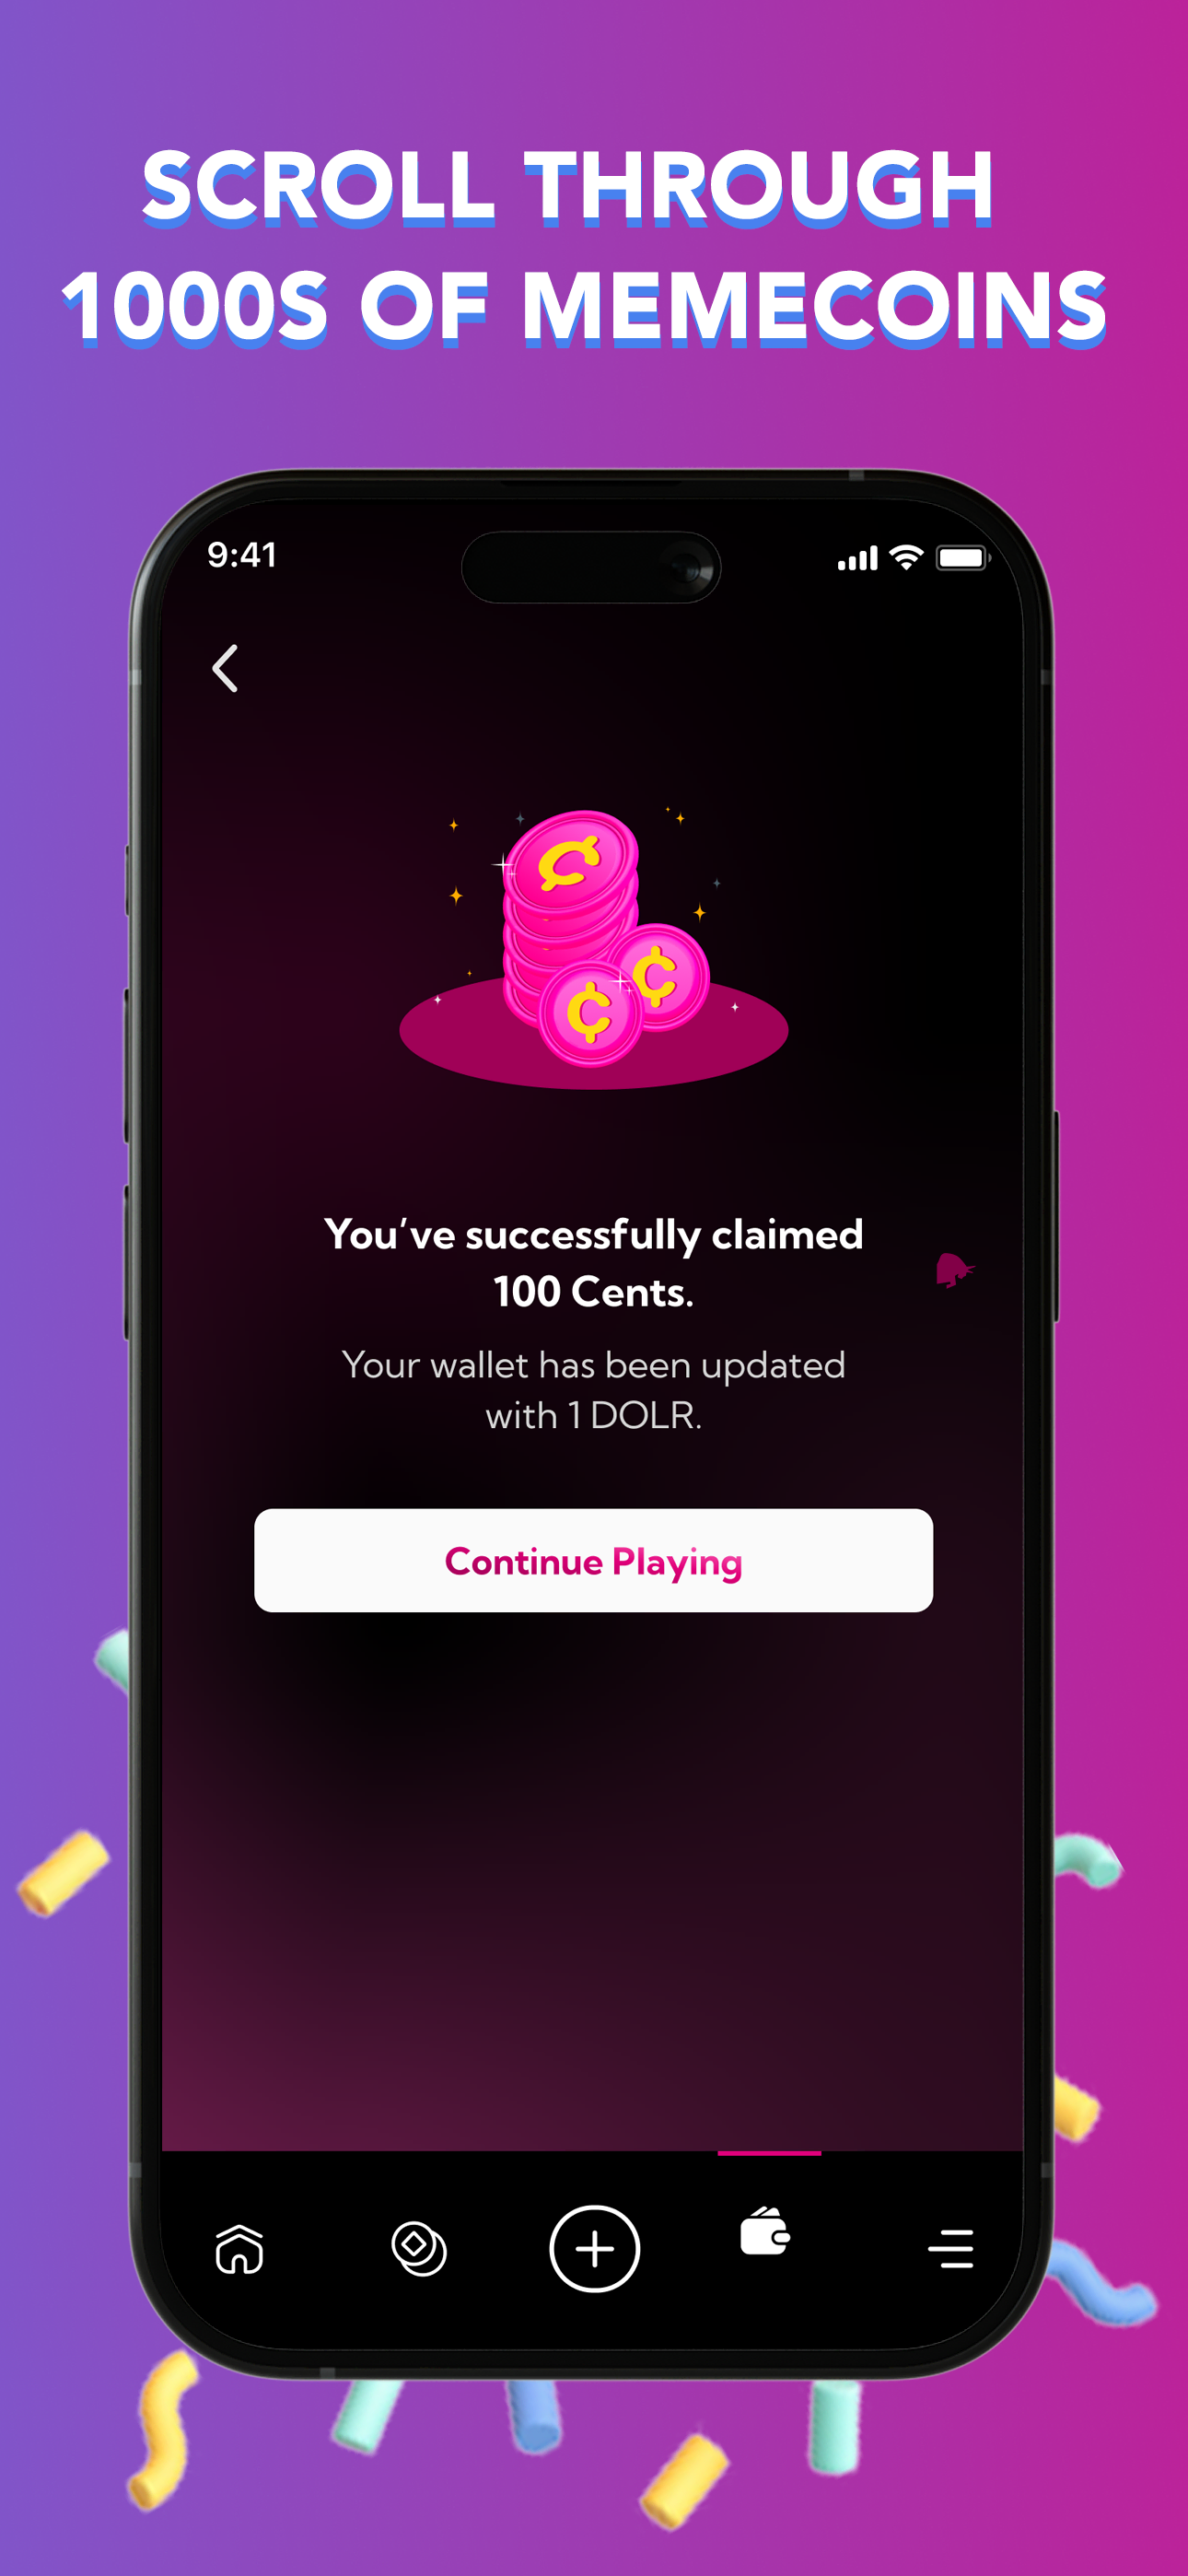 SCROLL THROUGH
1000S OF MEMECOINS
9:41
You’ve successfully claimed
100 Cents.
Your wallet has been updated
with 1 DOLR.
Continue Playing